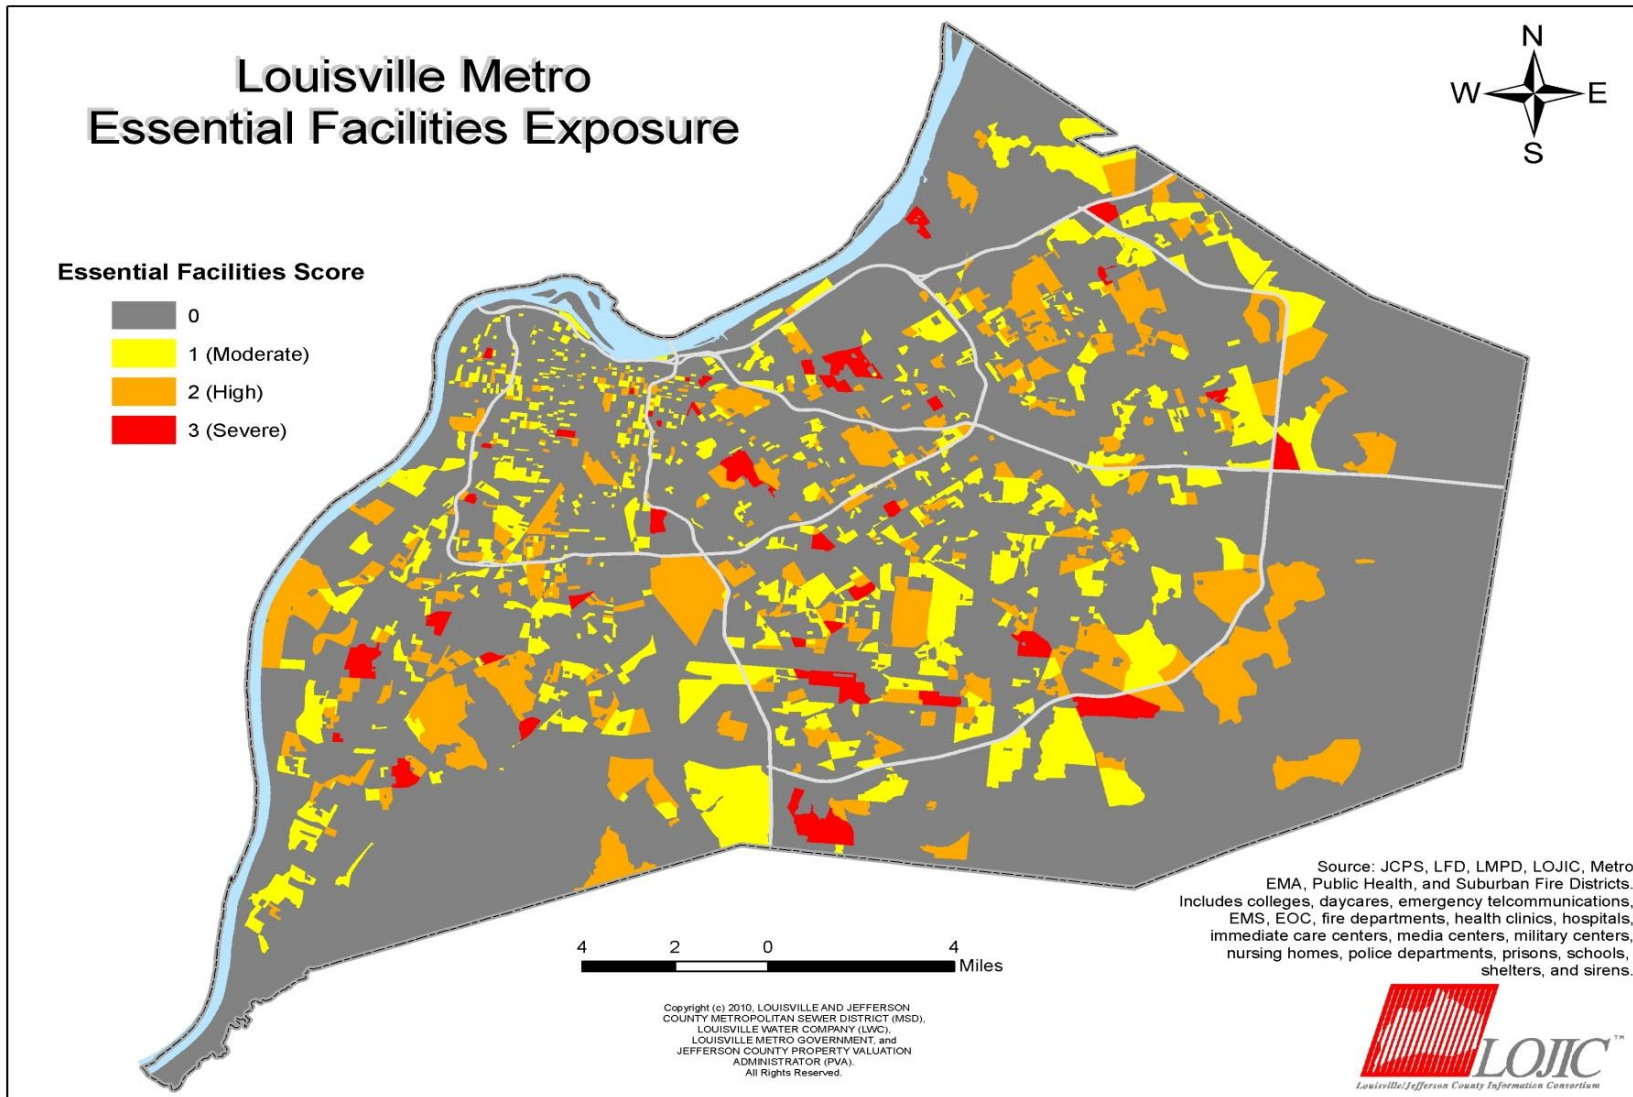 Louisville Metro
Essential Facilities Exposure
N
W E
S
Essential Facilities Score
0
1 (Moderate)
2 (High)
3 (Severe)
Source: JCPS, LFD, LMPD, LOJIC, Metro
EMA, Public Health, and Suburban Fire Districts.
Includes colleges, daycares, emergency telcommunications,
EMS, EOC, fire departments, health clinics, hospitals,
immediate care centers, media centers, military centers,
nursing homes, police departments, prisons, schools,
shelters, and sirens.
4 2 0 4
Miles
Copyright (c) 2010, LOUISVILLE AND JEFFERSON
COUNTY METROPOLITAN SEWER DISTRICT (MSD),
LOUISVILLE WATER COMPANY (LWC),
LOUISVILLE METRO GOVERNMENT, and
JEFFERSON COUNTY PROPERTY VALUATION
ADMINISTRATOR (PVA).
All Rights Reserved.
LOJIC™
Louisville/Jefferson County Information Consortium